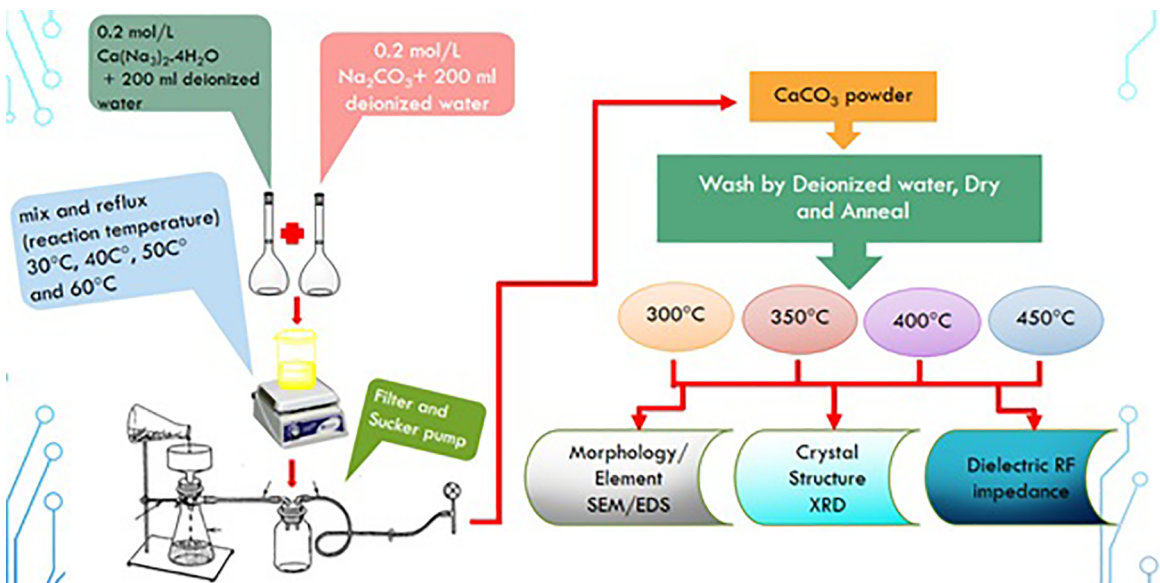 0.2 mol/L
Ca(Na₃)₂.4H₂O
+ 200 ml deionized
water
0.2 mol/L
Na₂CO₃+ 200 ml
deionized water
mix and reflux
(reaction temperature)
30°C, 40C°, 50C°
and 60°C
Filter and
Sucker pump
CaCO₃ powder
Wash by Deionized water, Dry
and Anneal
300°C
350°C
400°C
450°C
Morphology/
Element
SEM/EDS
Crystal
Structure
XRD
Dielectric RF
impedance